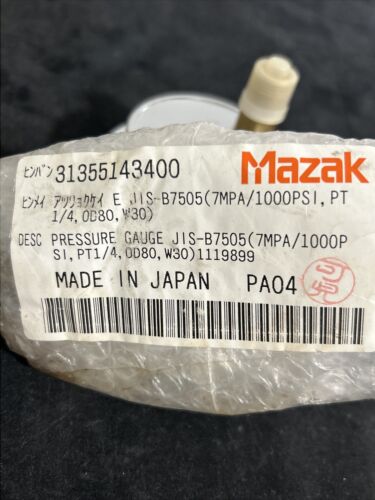 ヒンバン 31355143400
Mazak
ヒンメイ アツリョクケイ E JIS-B7505(7MPA/1000PSI, PT
1/4, OD80, W30)
DESC PRESSURE GAUGE JIS-B7505(7MPA/1000P
SI, PT1/4, OD80, W30)1119899
MADE IN JAPAN PA04